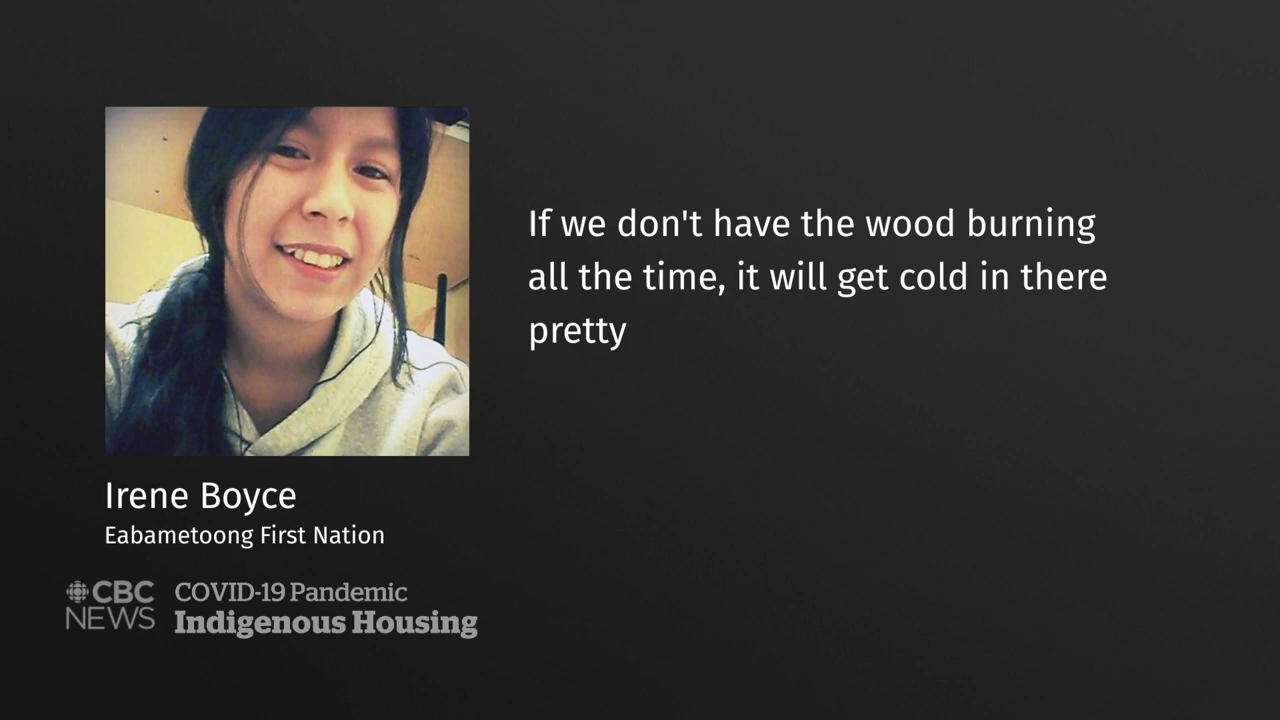 If we don't have the wood burning
all the time, it will get cold in there
pretty
Irene Boyce
Eabametoong First Nation
CBC
NEWS
COVID-19 Pandemic
Indigenous Housing